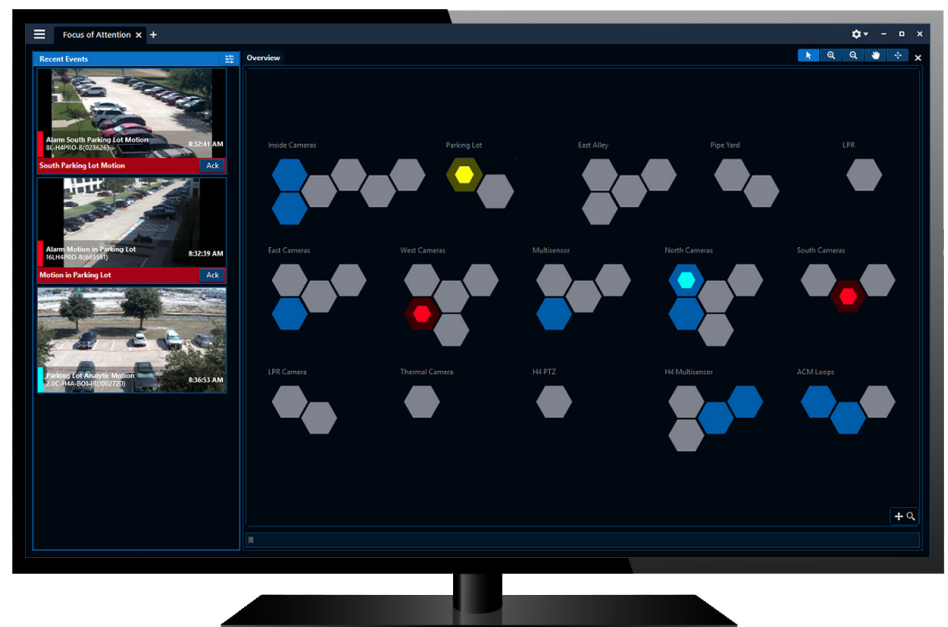 Focus of Attention
Recent Events
Overview
Alarm South Parking Lot Motion
8L-H4PRO-B(028626)
8:32:41 AM
South Parking Lot Motion
Ack
Alarm Motion in Parking Lot
8:32:39 AM
Motion in Parking Lot
Ack
Parking Lot Analytic Motion
8:36:53 AM
Inside Cameras
Parking Lot
East Alley
Pipe Yard
LPR
East Cameras
West Cameras
Multisensor
North Cameras
South Cameras
LPR Camera
Thermal Camera
H4 PTZ
H4 Multisensor
ACM Loops